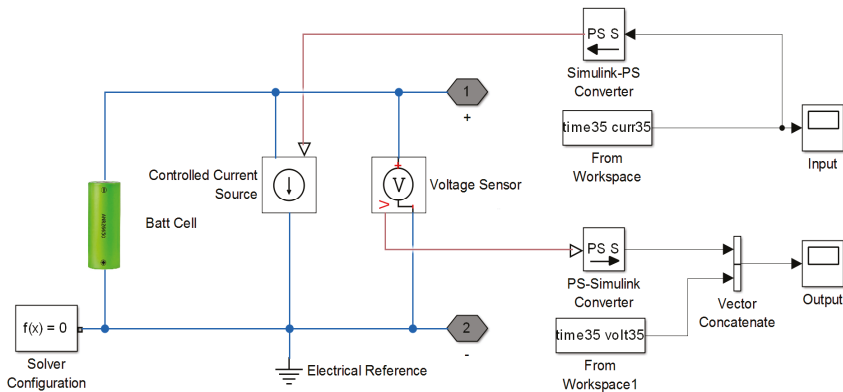 PS S
Simulink-PS
Converter
1
+
time35 curr35
From
Workspace
Input
Controlled Current
Source
V
V
+
Voltage Sensor
Batt Cell
PS S
PS-Simulink
Converter
Vector
Concatenate
Output
f(x) = 0
Solver
Configuration
2
-
Electrical Reference
time35 volt35
From
Workspace1